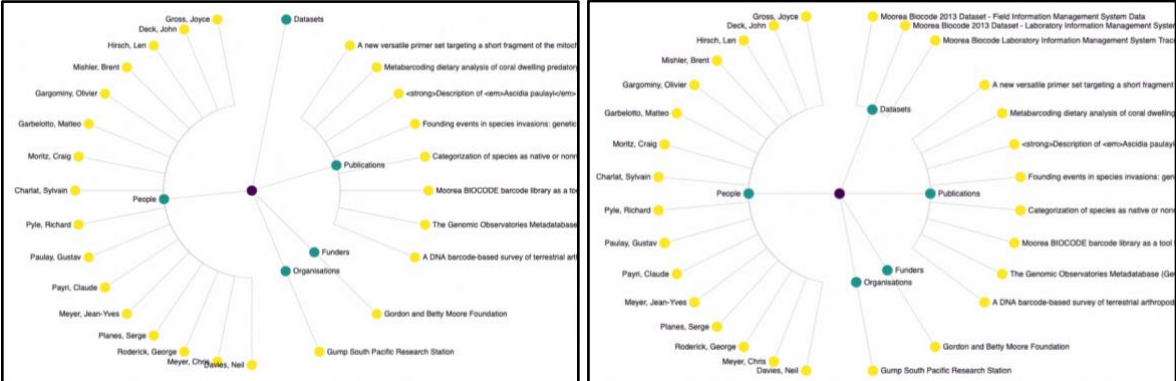 Gross, Joyce
Datasets
Deck, John
Hirsch, Len
A new versatile primer set targeting a short fragment of the mitoch
Mishler, Brent
Metabarcoding dietary analysis of coral dwelling predatory
Gargominy, Olivier
<strong>Description of <em>Ascidia paulayi</em>
Garbelotto, Matteo
Founding events in species invasions: genetic
Moritz, Craig
Categorization of species as native or nonn
Publications
Charlat, Sylvain
Moorea BIOCODE barcode library as a too
People
Pyle, Richard
The Genomic Observatories Metadatabase
Paulay, Gustav
Funders
A DNA barcode-based survey of terrestrial arth
Organisations
Payri, Claude
Meyer, Jean-Yves
Gordon and Betty Moore Foundation
Planes, Serge
Roderick, George
Gump South Pacific Research Station
Meyer, Chris
Davies, Neil
Gross, Joyce
Moorea Biocode 2013 Dataset - Field Information Management System Data
Deck, John
Moorea Biocode 2013 Dataset - Laboratory Information Management System
Hirsch, Len
Moorea Biocode Laboratory Information Management System Trac
Mishler, Brent
Gargominy, Olivier
A new versatile primer set targeting a short fragment
Datasets
Garbelotto, Matteo
Metabarcoding dietary analysis of coral dwelling
Moritz, Craig
<strong>Description of <em>Ascidia paulayi
Charlat, Sylvain
Founding events in species invasions: gen
People
Publications
Pyle, Richard
Categorization of species as native or non
Paulay, Gustav
Moorea BIOCODE barcode library as a tool
Payri, Claude
Funders
The Genomic Observatories Metadatabase (Ge
Organisations
Meyer, Jean-Yves
A DNA barcode-based survey of terrestrial arthropod
Planes, Serge
Roderick, George
Gordon and Betty Moore Foundation
Meyer, Chris
Davies, Neil
Gump South Pacific Research Station